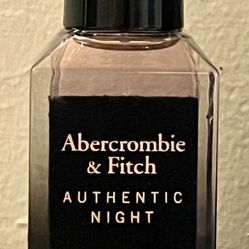 Abercrombie
& Fitch
AUTHENTIC
NIGHT